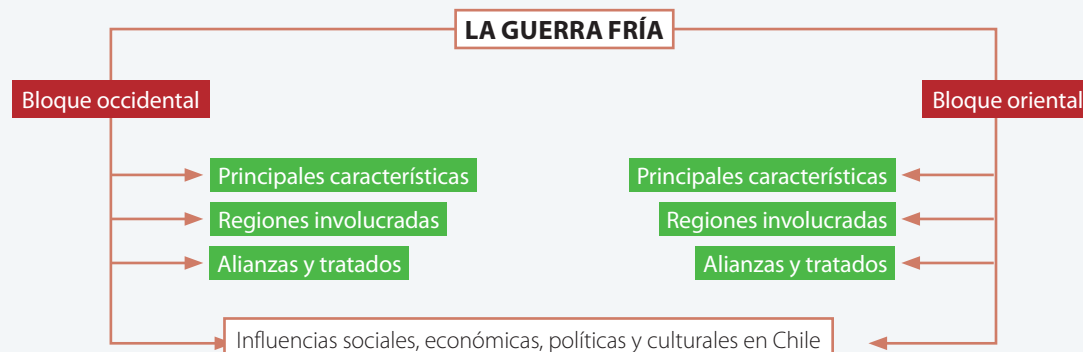 LA GUERRA FRÍA
Bloque occidental
Bloque oriental
Principales características
Principales características
Regiones involucradas
Regiones involucradas
Alianzas y tratados
Alianzas y tratados
Influencias sociales, económicas, políticas y culturales en Chile